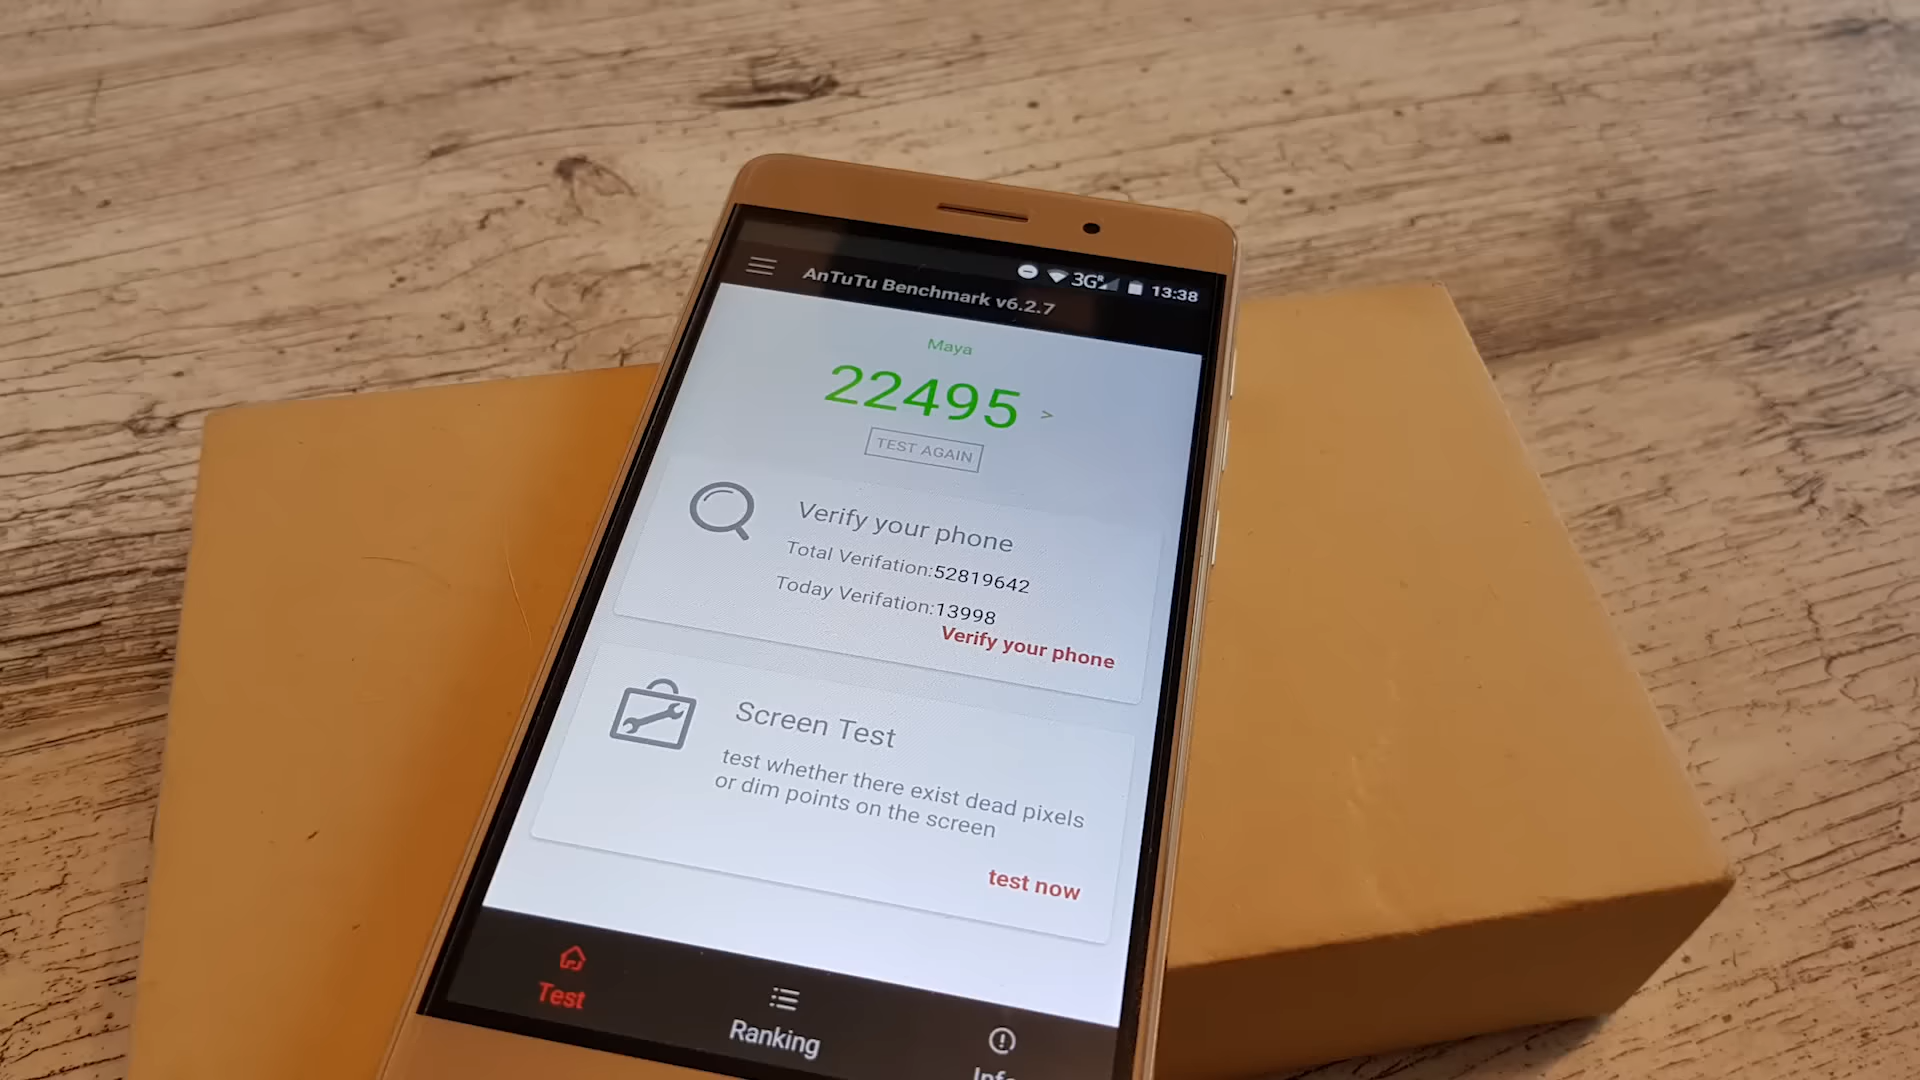 3G R 13:38
AnTuTu Benchmark v6.2.7
Maya
22495 >
TEST AGAIN
Verify your phone
Total Verifation:52819642
Today Verifation:13998
Verify your phone
Screen Test
test whether there exist dead pixels
or dim points on the screen
test now
Test
Ranking
Info